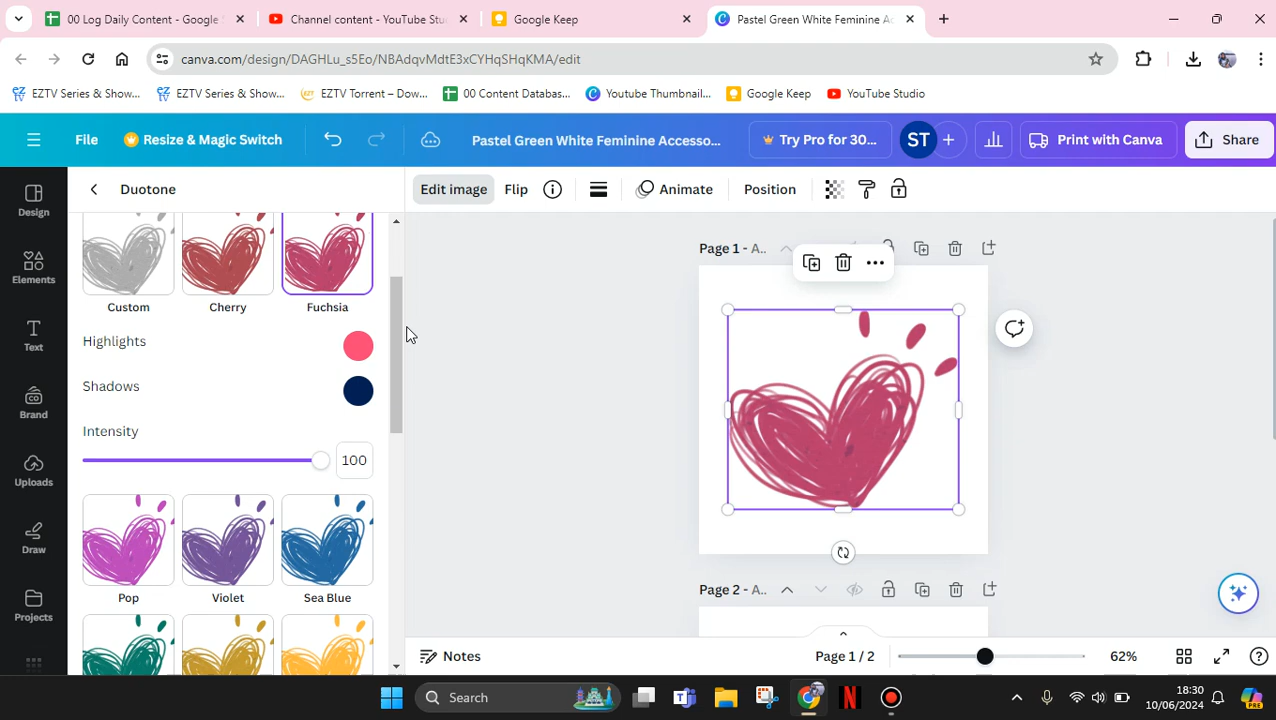 00 Log Daily Content - Google
Channel content - YouTube Stu
Google Keep
Pastel Green White Feminine Ac
canva.com/design/DAGHLu_s5Eo/NBAdqvMdtE3xCYHqSHqKMA/edit
EZTV Series & Show...
EZTV Series & Show...
EZTV Torrent – Dow...
00 Content Databas...
Youtube Thumbnail...
Google Keep
YouTube Studio
File
Resize & Magic Switch
Pastel Green White Feminine Accesso...
Try Pro for 30...
ST
Print with Canva
Share
Design
Elements
Text
Brand
Uploads
Draw
Projects
Duotone
Custom
Cherry
Fuchsia
Highlights
Shadows
Intensity
100
Pop
Violet
Sea Blue
Edit image
Flip
Animate
Position
Page 1 - A..
Page 2 - A..
Notes
Page 1 / 2
62%
Search
18:30
10/06/2024
PRE